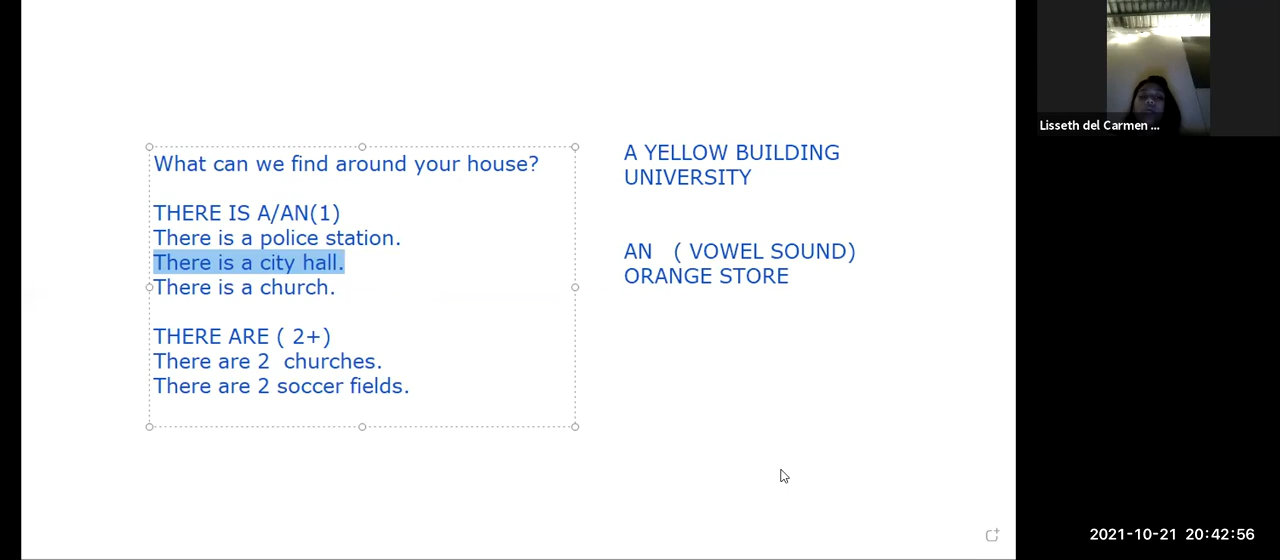 What can we find around your house?
THERE IS A/AN(1)
There is a police station.
There is a city hall.
There is a church.
THERE ARE ( 2+)
There are 2  churches.
There are 2 soccer fields.
A YELLOW BUILDING
UNIVERSITY
AN   ( VOWEL SOUND)
ORANGE STORE
Lisseth del Carmen ...
2021-10-21 20:42:56